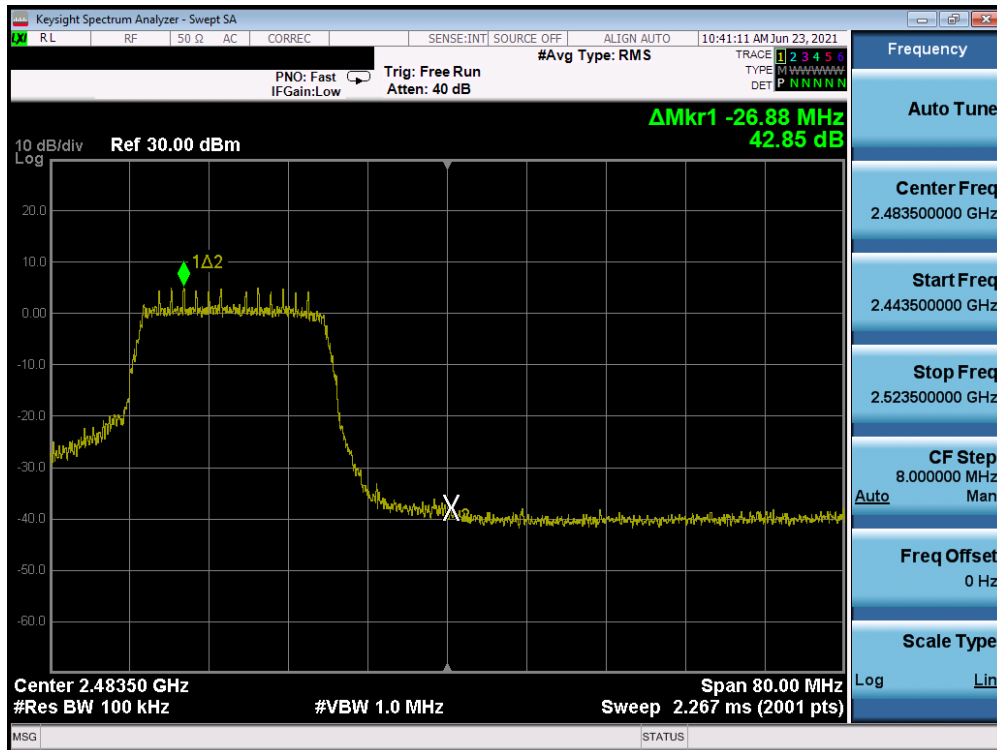 Keysight Spectrum Analyzer - Swept SA
LXI RL RF 50 Ω AC CORREC SENSE:INT SOURCE OFF ALIGN AUTO 10:41:11 AM Jun 23, 2021
#Avg Type: RMS TRACE 1 2 3 4 5 6
PNO: Fast Trig: Free Run TYPE M WWWWW
IFGain:Low Atten: 40 dB DET P N N N N N
ΔMkr1 -26.88 MHz
42.85 dB
10 dB/div Ref 30.00 dBm
Log
20.0
10.0
1Δ2
0.00
-10.0
-20.0
-30.0
-40.0
X
-50.0
-60.0
Center 2.48350 GHz Span 80.00 MHz
#Res BW 100 kHz #VBW 1.0 MHz Sweep 2.267 ms (2001 pts)
MSG STATUS
Frequency
Auto Tune
Center Freq
2.483500000 GHz
Start Freq
2.443500000 GHz
Stop Freq
2.523500000 GHz
CF Step
8.000000 MHz
Auto Man
Freq Offset
0 Hz
Scale Type
Log Lin